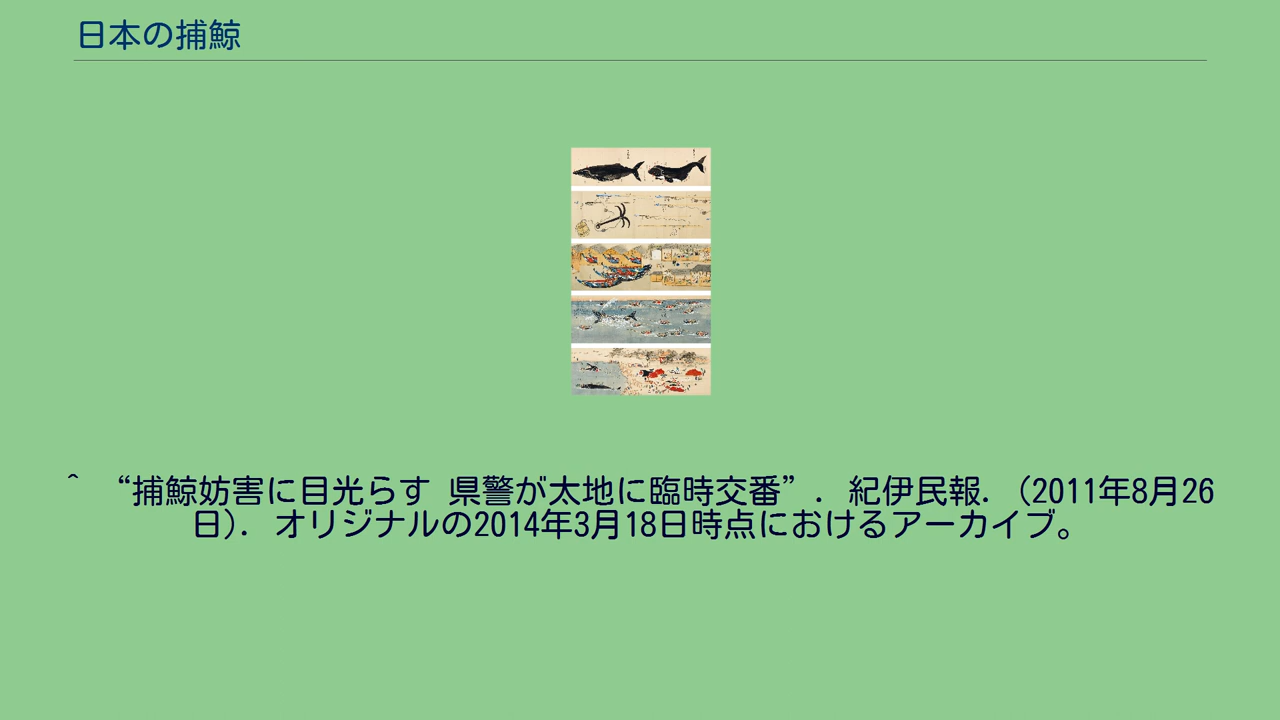 日本の捕鯨
^ “捕鯨妨害に目光らす 県警が太地に臨時交番”. 紀伊民報. (2011年8月26
日). オリジナルの2014年3月18日時点におけるアーカイブ。